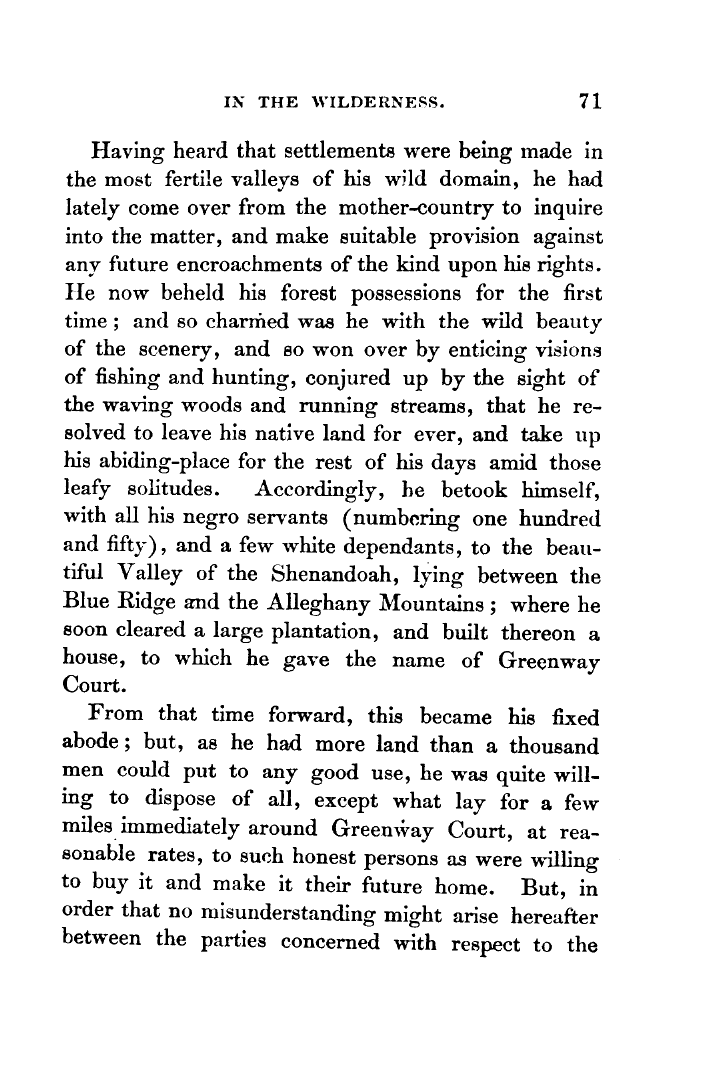 IN THE WILDERNESS. 71
Having heard that settlements were being made in
the most fertile valleys of his wild domain, he had
lately come over from the mother-country to inquire
into the matter, and make suitable provision against
any future encroachments of the kind upon his rights.
He now beheld his forest possessions for the first
time; and so charmed was he with the wild beauty
of the scenery, and so won over by enticing visions
of fishing and hunting, conjured up by the sight of
the waving woods and running streams, that he re-
solved to leave his native land for ever, and take up
his abiding-place for the rest of his days amid those
leafy solitudes. Accordingly, he betook himself,
with all his negro servants (numbering one hundred
and fifty), and a few white dependants, to the beau-
tiful Valley of the Shenandoah, lying between the
Blue Ridge and the Alleghany Mountains; where he
soon cleared a large plantation, and built thereon a
house, to which he gave the name of Greenway
Court.
From that time forward, this became his fixed
abode; but, as he had more land than a thousand
men could put to any good use, he was quite will-
ing to dispose of all, except what lay for a few
miles immediately around Greenway Court, at rea-
sonable rates, to such honest persons as were willing
to buy it and make it their future home. But, in
order that no misunderstanding might arise hereafter
between the parties concerned with respect to the